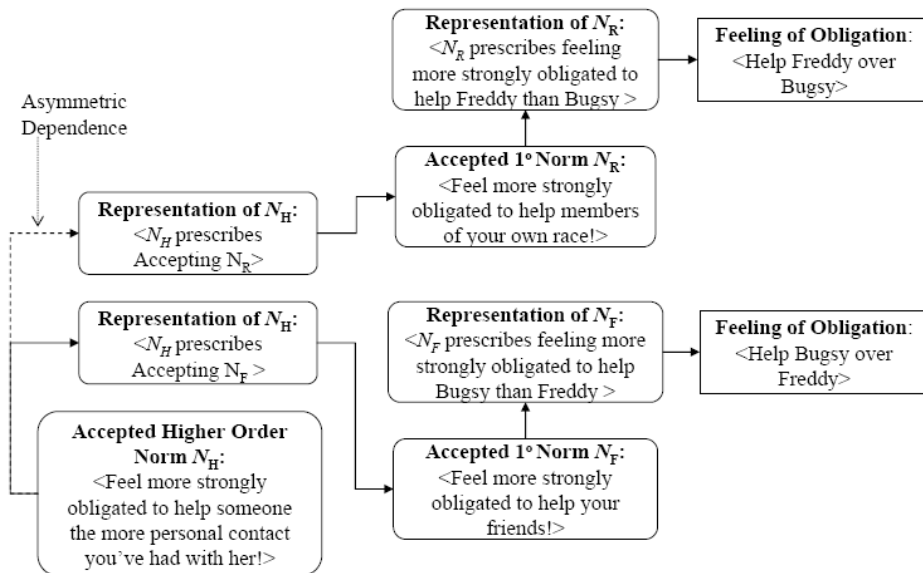 Asymmetric
Dependence
Representation of N_H:
<N_H prescribes
Accepting N_R>
Representation of N_H:
<N_H prescribes
Accepting N_F >
Accepted Higher Order
Norm N_H:
<Feel more strongly
obligated to help someone
the more personal contact
you've had with her!>
Representation of N_R:
<N_R prescribes feeling
more strongly obligated to
help Freddy than Bugsy >
Accepted 1º Norm N_R:
<Feel more strongly
obligated to help members
of your own race!>
Representation of N_F:
<N_F prescribes feeling more
strongly obligated to help
Bugsy than Freddy >
Accepted 1º Norm N_F:
<Feel more strongly
obligated to help your
friends!>
Feeling of Obligation:
<Help Freddy over
Bugsy>
Feeling of Obligation:
<Help Bugsy over
Freddy>